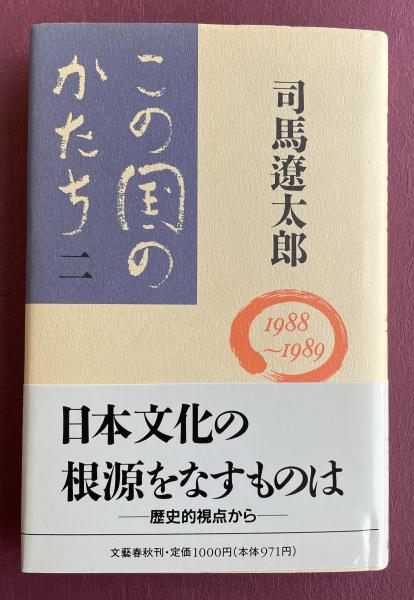 この国の
かたち
二
司馬遼太郎
1988
〜1989
日本文化の
根源をなすものは
──歴史的視点から──
文藝春秋刊・定価1000円(本体971円)